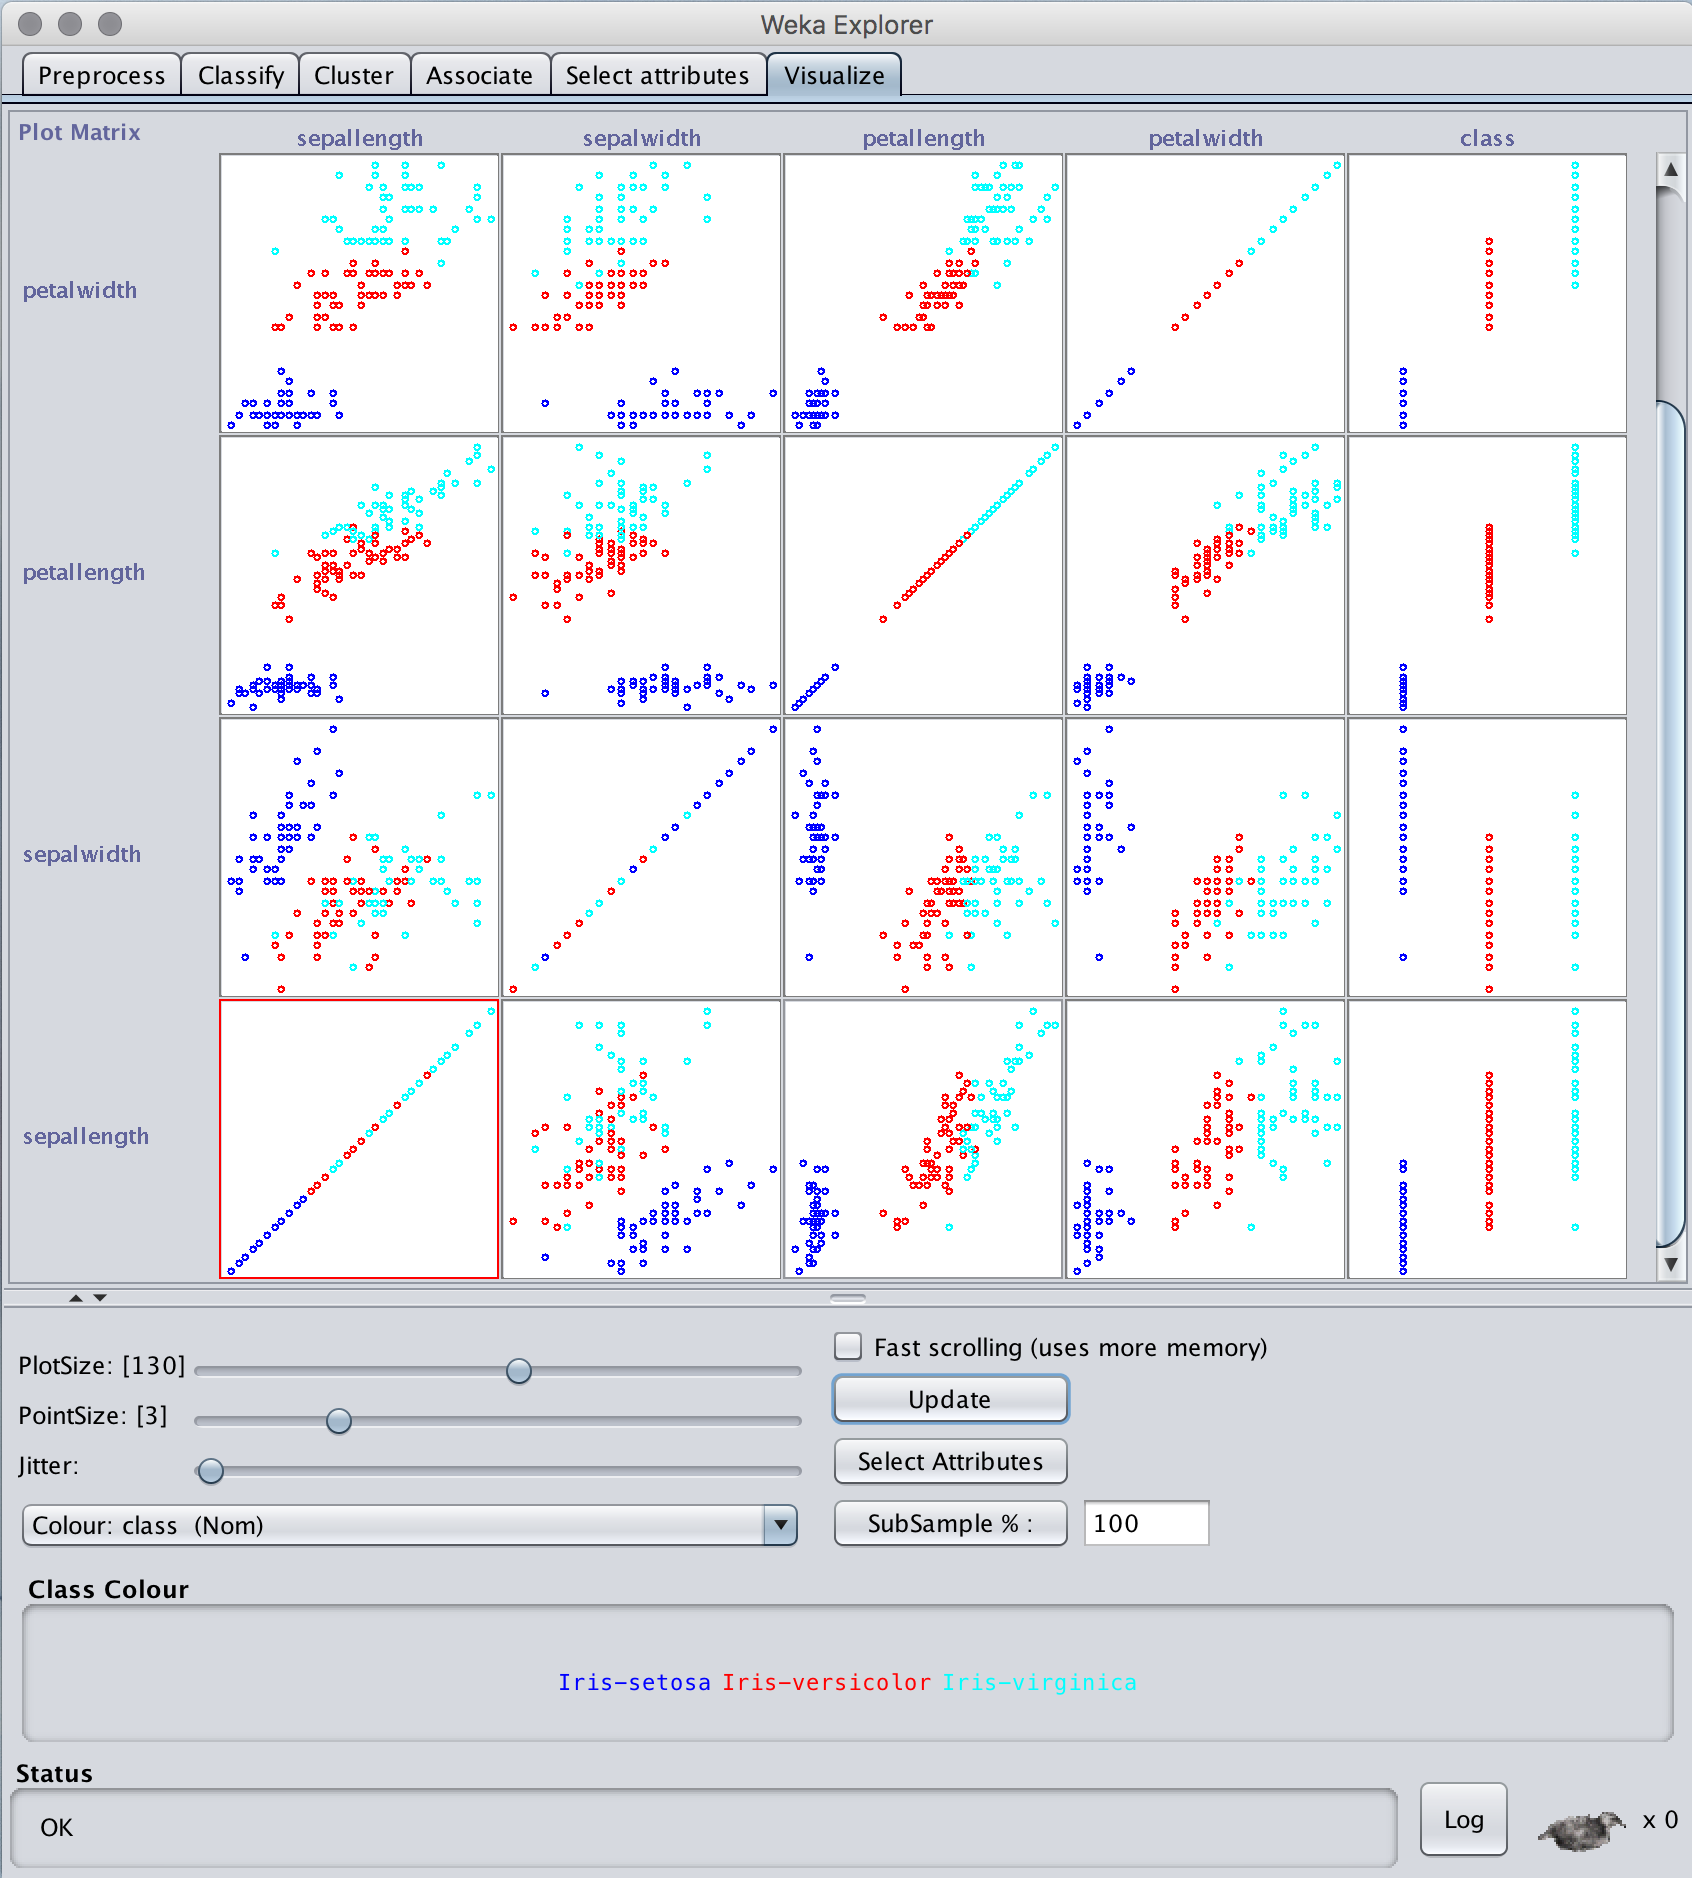 Weka Explorer
Preprocess Classify Cluster Associate Select attributes Visualize
Plot Matrix
sepallength sepalwidth petallength petalwidth class
petalwidth
petallength
sepalwidth
sepallength
PlotSize: [130]
PointSize: [3]
Jitter:
Colour: class (Nom)
Fast scrolling (uses more memory)
Update
Select Attributes
SubSample % : 100
Class Colour
Iris-setosa Iris-versicolor Iris-virginica
Status
OK
Log
x 0